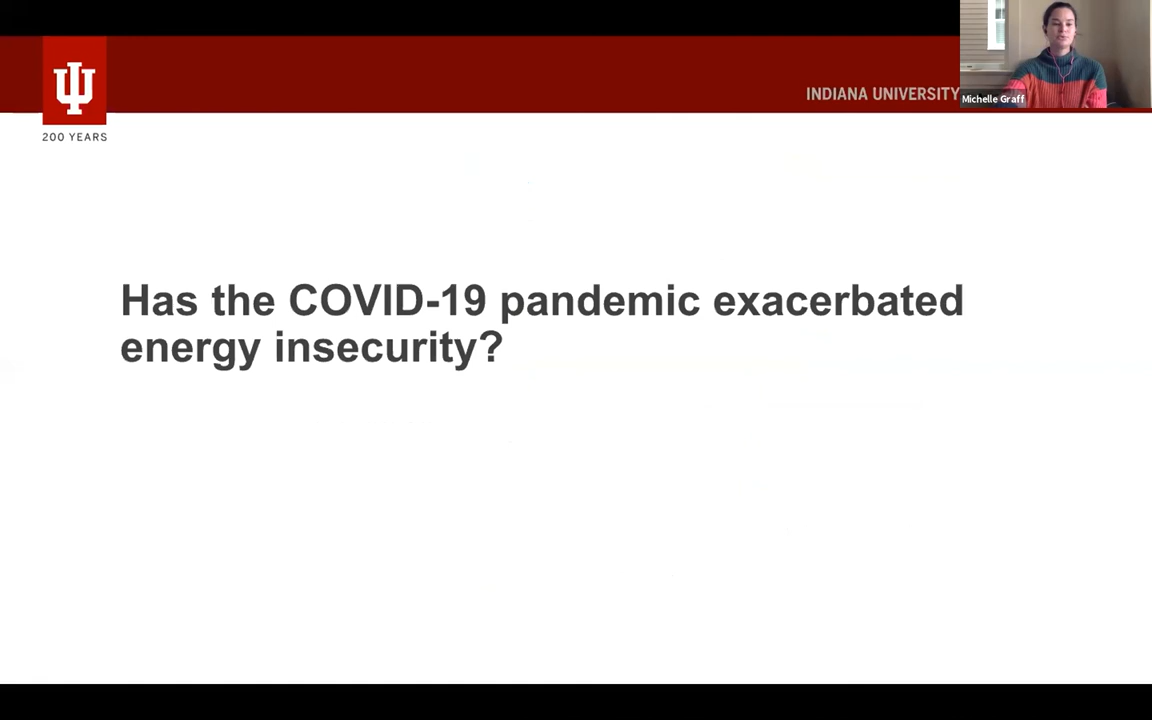 INDIANA UNIVERSITY
Michelle Graff
200 YEARS
Has the COVID-19 pandemic exacerbated
energy insecurity?